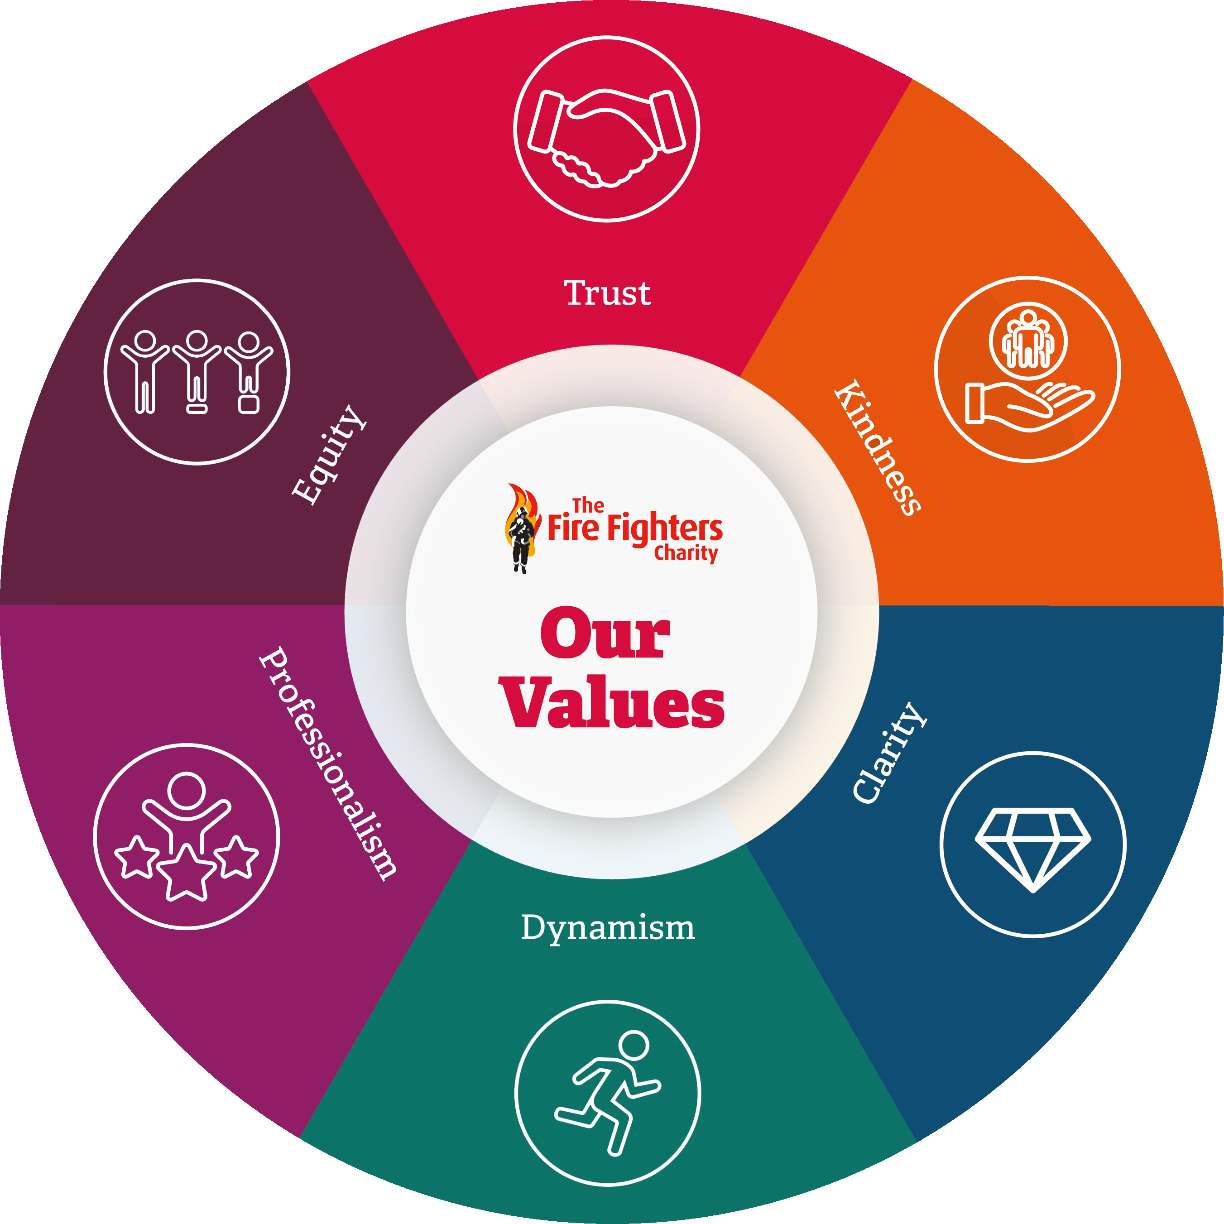 Trust
Kindness
Clarity
Dynamism
Professionalism
Equity
The
Fire Fighters
Charity
Our
Values